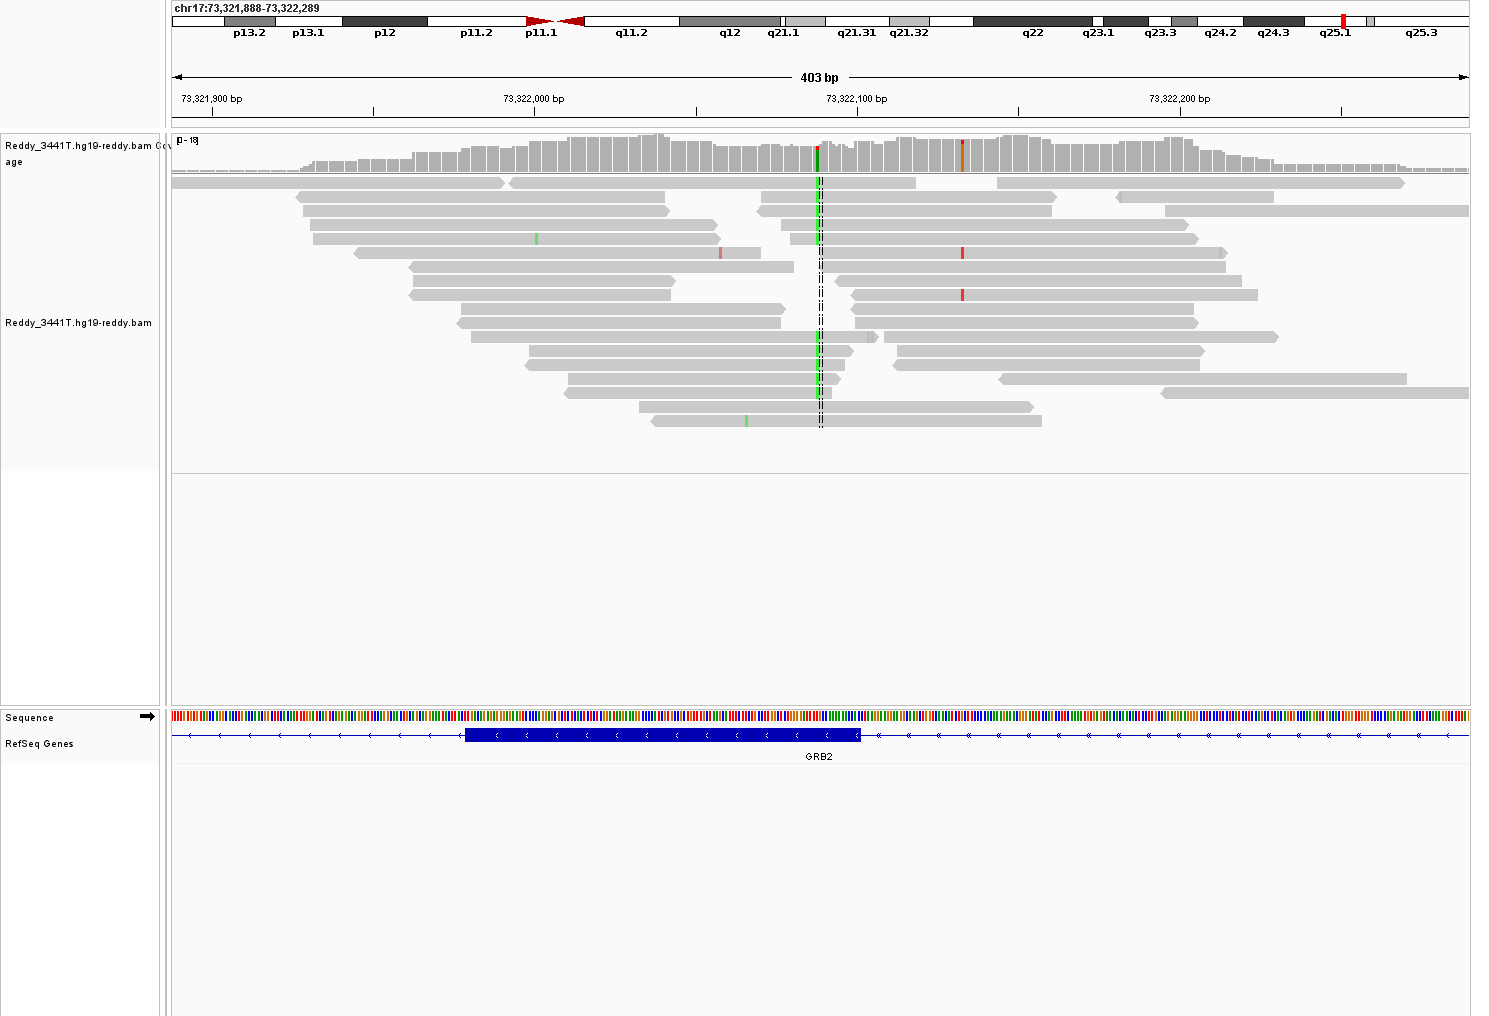 chr17:73,321,888-73,322,289
p13.2 p13.1 p12 p11.2 p11.1 q11.2 q12 q21.1 q21.31 q21.32 q22 q23.1 q23.3 q24.2 q24.3 q25.1 q25.3
403 bp
73,321,900 bp 73,322,000 bp 73,322,100 bp 73,322,200 bp
[0 - 18]
Reddy_3441T.hg19-reddy.bam Cov
age
Reddy_3441T.hg19-reddy.bam
Sequence
RefSeq Genes
GRB2